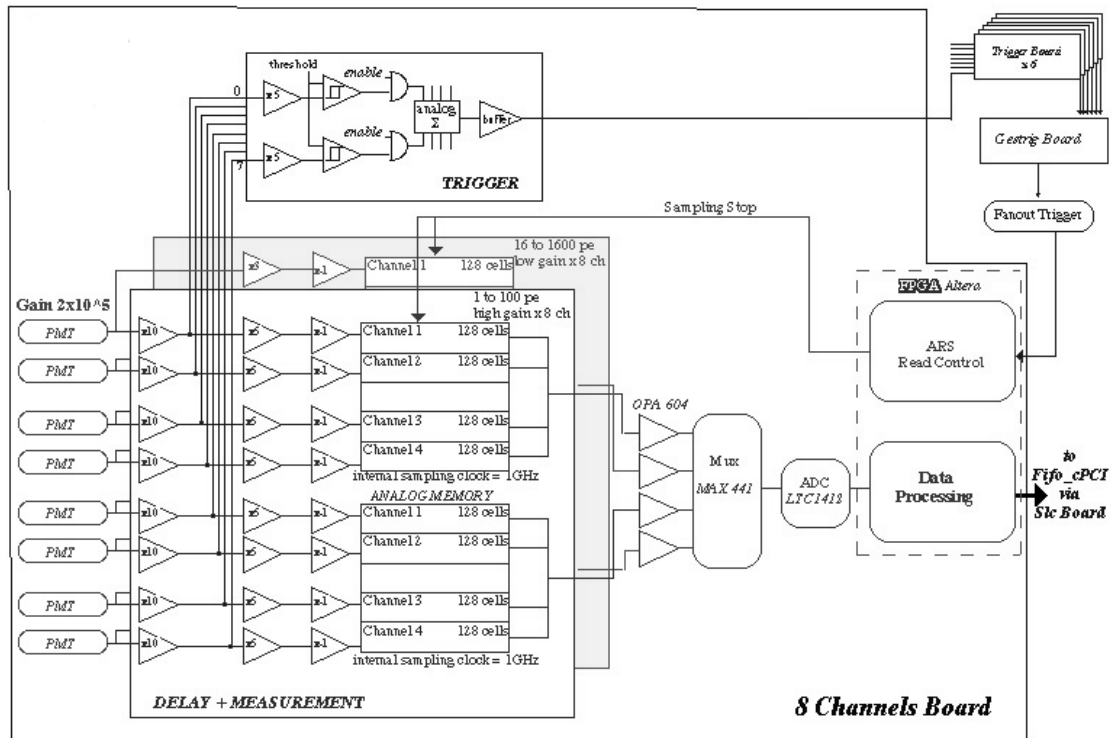 Trigger Board
x 6
Gestrig Board
Fanout Trigger
threshold
enable
0
x5
analog
Σ
buffer
enable
7
x5
TRIGGER
Sampling Stop
16 to 1600 pe
low gain x 8 ch
x5
x-1
Channel 1 128 cells
1 to 100 pe
high gain x 8 ch
Gain 2x10^5
PMT
x10
x5
x-1
Channel 1 128 cells
PMT
x10
x5
x-1
Channel 2 128 cells
PMT
x10
x5
x-1
Channel 3 128 cells
PMT
x10
x5
x-1
Channel 4 128 cells
internal sampling clock = 1GHz
ANALOG MEMORY
PMT
x10
x5
x-1
Channel 1 128 cells
PMT
x10
x5
x-1
Channel 2 128 cells
PMT
x10
x5
x-1
Channel 3 128 cells
PMT
x10
x5
x-1
Channel 4 128 cells
internal sampling clock = 1GHz
DELAY + MEASUREMENT
OPA 604
Mux
MAX 441
ADC
LTC1412
FPGA Altera
ARS
Read Control
Data
Processing
to
Fifo_cPCI
via
Slc Board
8 Channels Board